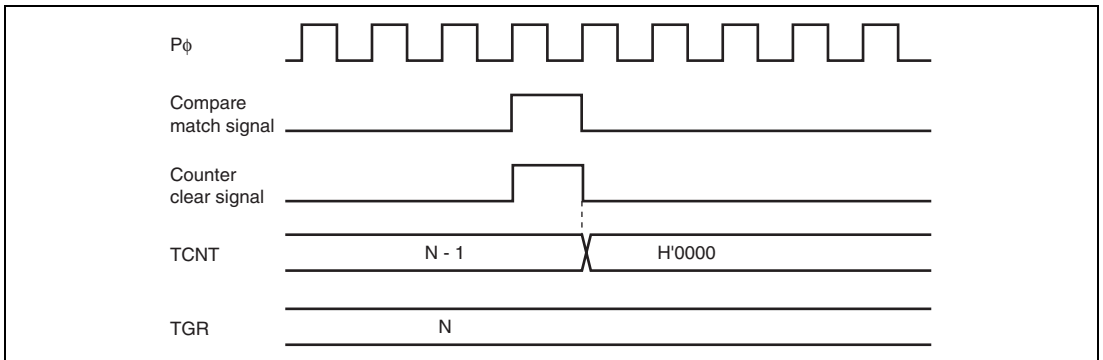 Pϕ
Compare
match signal
Counter
clear signal
TCNT
N - 1
H'0000
TGR
N